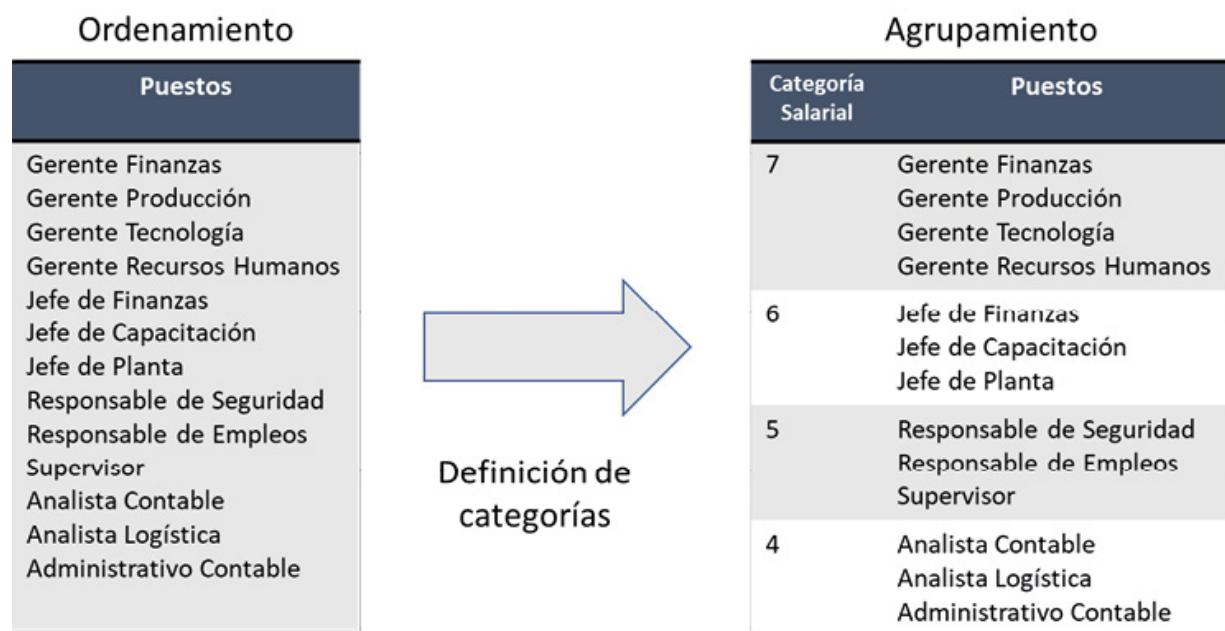 Ordenamiento
Puestos
Gerente Finanzas
Gerente Producción
Gerente Tecnología
Gerente Recursos Humanos
Jefe de Finanzas
Jefe de Capacitación
Jefe de Planta
Responsable de Seguridad
Responsable de Empleos
Supervisor
Analista Contable
Analista Logística
Administrativo Contable
Definición de
categorías
Agrupamiento
Categoría
Salarial
Puestos
7 Gerente Finanzas
Gerente Producción
Gerente Tecnología
Gerente Recursos Humanos
6 Jefe de Finanzas
Jefe de Capacitación
Jefe de Planta
5 Responsable de Seguridad
Responsable de Empleos
Supervisor
4 Analista Contable
Analista Logística
Administrativo Contable